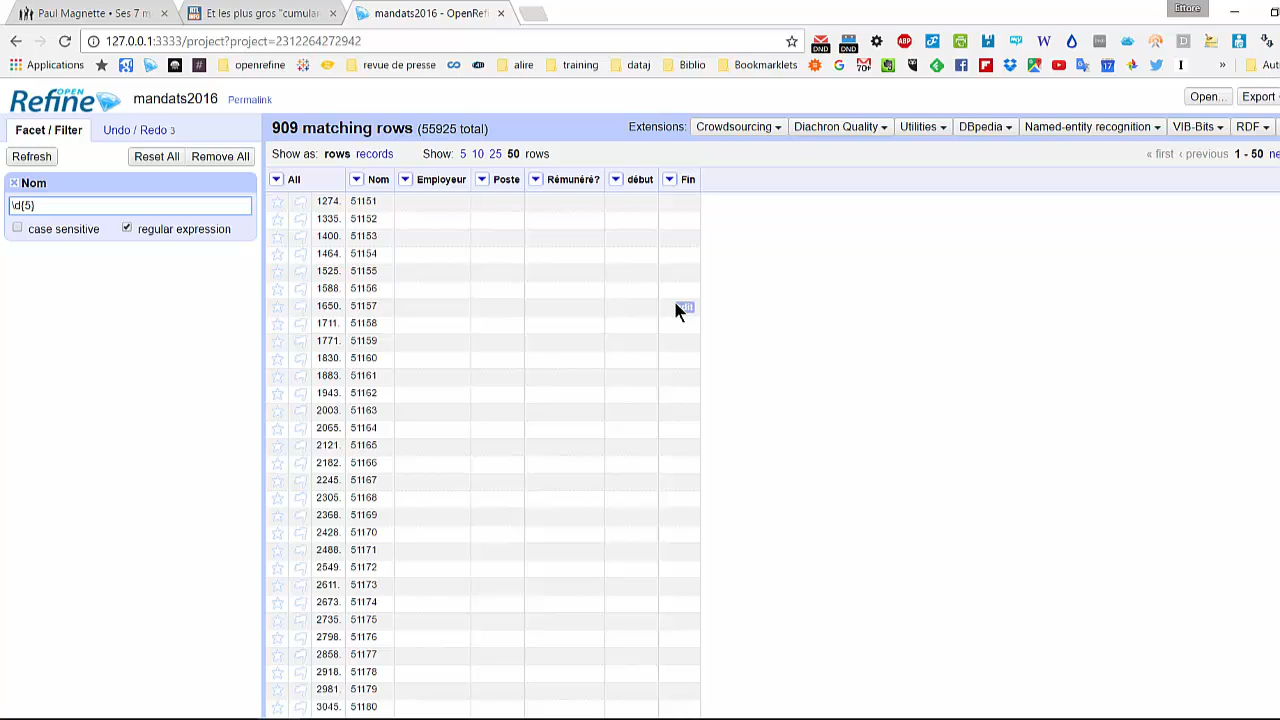 Ettore
Paul Magnette • Ses 7 m
Et les plus gros "cumular
mandats2016 - OpenRefi
127.0.0.1:3333/project?project=2312264272942
Applications
openrefine
revue de presse
alire
training
dataj
Biblio
Bookmarklets
Aut
OPEN
Refine
mandats2016
Permalink
Open...
Export
Facet / Filter
Undo / Redo 3
909 matching rows (55925 total)
Extensions:
Crowdsourcing
Diachron Quality
Utilities
DBpedia
Named-entity recognition
VIB-Bits
RDF
Refresh
Reset All
Remove All
Show as: rows records
Show: 5 10 25 50 rows
« first ‹ previous 1 - 50 ne
Nom
\d{5}
case sensitive
regular expression
All Nom Employeur Poste Rémunéré? début Fin
1274. 51151
1335. 51152
1400. 51153
1464. 51154
1525. 51155
1588. 51156
1650. 51157
1711. 51158
1771. 51159
1830. 51160
1883. 51161
1943. 51162
2003. 51163
2065. 51164
2121. 51165
2182. 51166
2245. 51167
2305. 51168
2368. 51169
2428. 51170
2488. 51171
2549. 51172
2611. 51173
2673. 51174
2735. 51175
2798. 51176
2858. 51177
2918. 51178
2981. 51179
3045. 51180